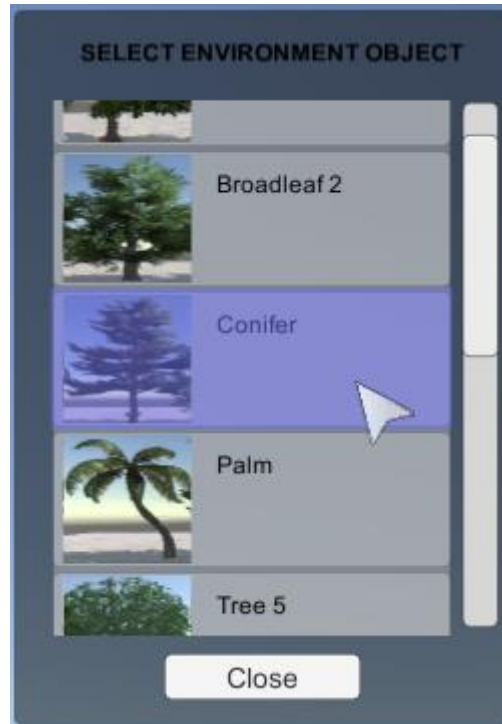 SELECT ENVIRONMENT OBJECT
Broadleaf 2
Conifer
Palm
Tree 5
Close